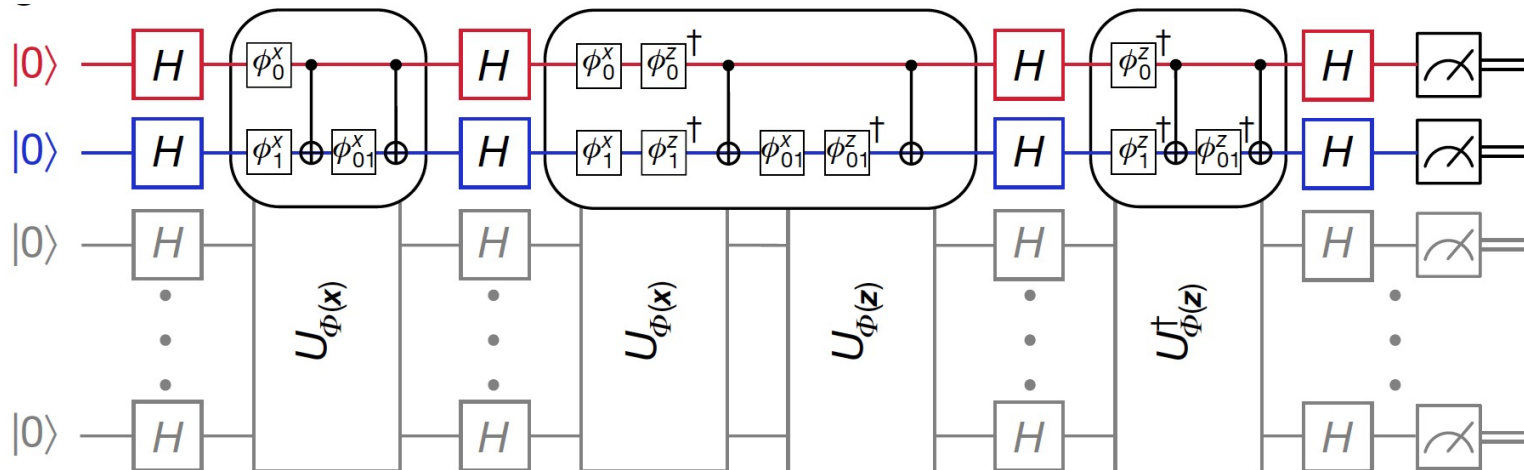 |0⟩ H ϕ₀ˣ H ϕ₀ˣ ϕ₀ᶻ † H ϕ₀ᶻ † H
|0⟩ H ϕ₁ˣ ϕ₀₁ˣ H ϕ₁ˣ ϕ₁ᶻ † ϕ₀₁ˣ ϕ₀₁ᶻ † H ϕ₁ᶻ † ϕ₀₁ᶻ † H
|0⟩ H H H H
U_Φ(x) U_Φ(x) U_Φ(z) U†_Φ(z)
|0⟩ H H H H